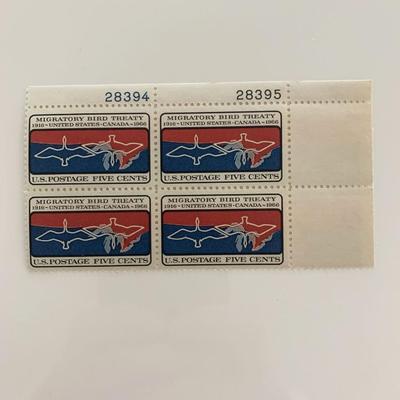 28394 28395
MIGRATORY BIRD TREATY MIGRATORY BIRD TREATY
1916–UNITED STATES–CANADA–1966 1916–UNITED STATES–CANADA–1966
U.S. POSTAGE FIVE CENTS U.S. POSTAGE FIVE CENTS
MIGRATORY BIRD TREATY MIGRATORY BIRD TREATY
1916–UNITED STATES–CANADA–1966 1916–UNITED STATES–CANADA–1966
U.S. POSTAGE FIVE CENTS U.S. POSTAGE FIVE CENTS